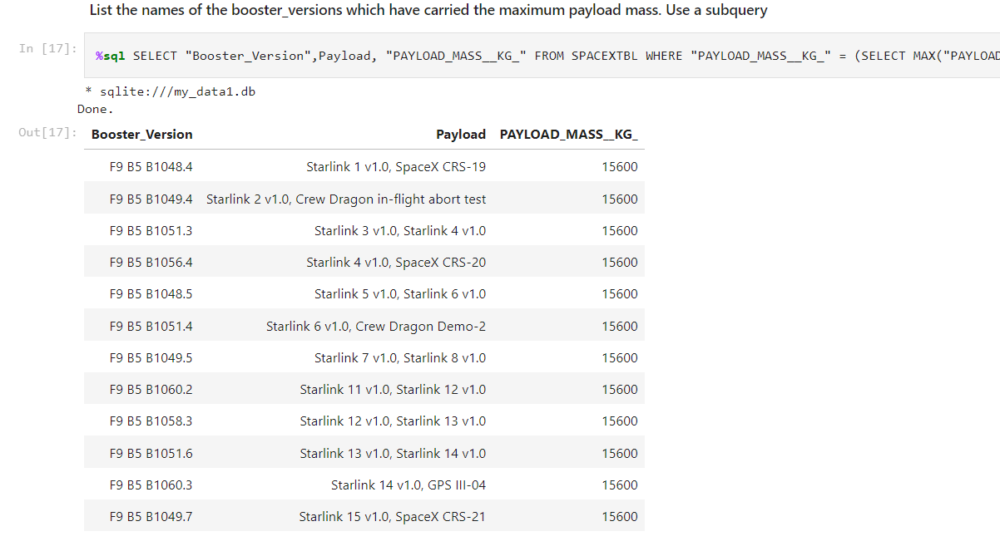 List the names of the booster_versions which have carried the maximum payload mass. Use a subquery
In [17]: %sql SELECT "Booster_Version",Payload, "PAYLOAD_MASS__KG_" FROM SPACEXTBL WHERE "PAYLOAD_MASS__KG_" = (SELECT MAX("PAYLOAD
* sqlite:///my_data1.db
Done.
Out[17]: Booster_Version Payload PAYLOAD_MASS__KG_
F9 B5 B1048.4 Starlink 1 v1.0, SpaceX CRS-19 15600
F9 B5 B1049.4 Starlink 2 v1.0, Crew Dragon in-flight abort test 15600
F9 B5 B1051.3 Starlink 3 v1.0, Starlink 4 v1.0 15600
F9 B5 B1056.4 Starlink 4 v1.0, SpaceX CRS-20 15600
F9 B5 B1048.5 Starlink 5 v1.0, Starlink 6 v1.0 15600
F9 B5 B1051.4 Starlink 6 v1.0, Crew Dragon Demo-2 15600
F9 B5 B1049.5 Starlink 7 v1.0, Starlink 8 v1.0 15600
F9 B5 B1060.2 Starlink 11 v1.0, Starlink 12 v1.0 15600
F9 B5 B1058.3 Starlink 12 v1.0, Starlink 13 v1.0 15600
F9 B5 B1051.6 Starlink 13 v1.0, Starlink 14 v1.0 15600
F9 B5 B1060.3 Starlink 14 v1.0, GPS III-04 15600
F9 B5 B1049.7 Starlink 15 v1.0, SpaceX CRS-21 15600